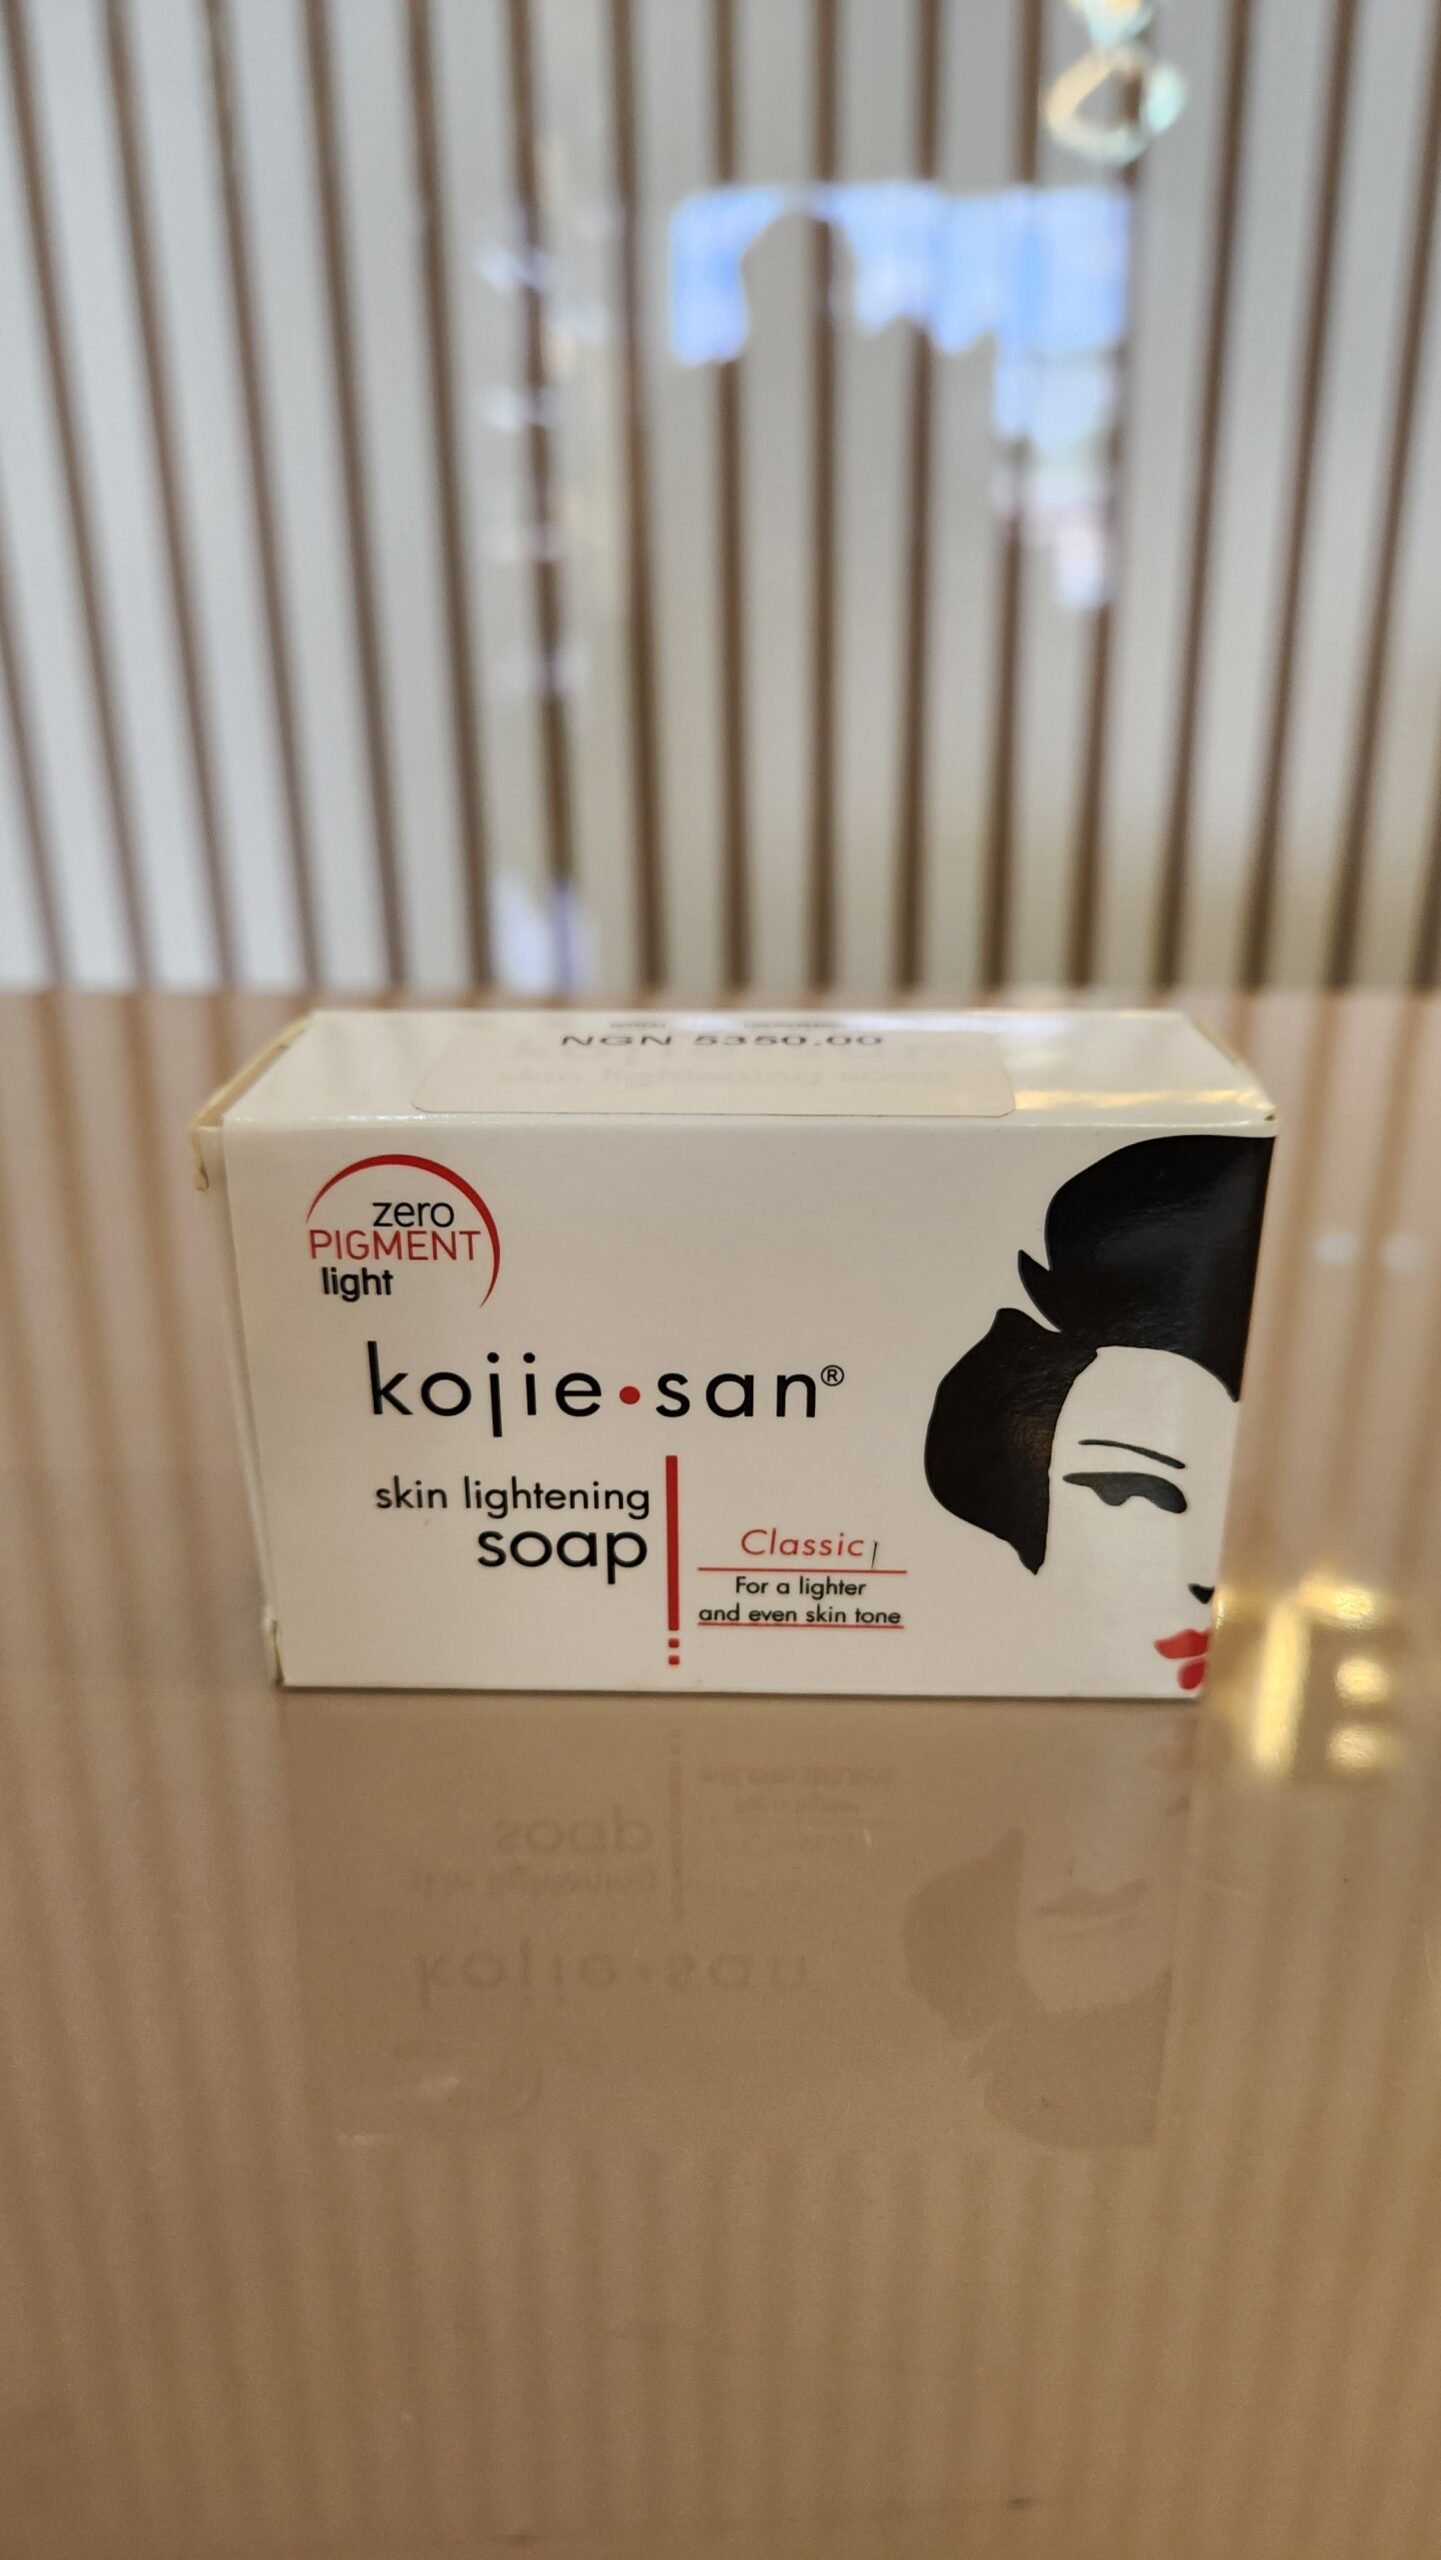 NGN 5350.00
zero
PIGMENT
light
kojie•san®
skin lightening
soap
Classic
For a lighter
and even skin tone